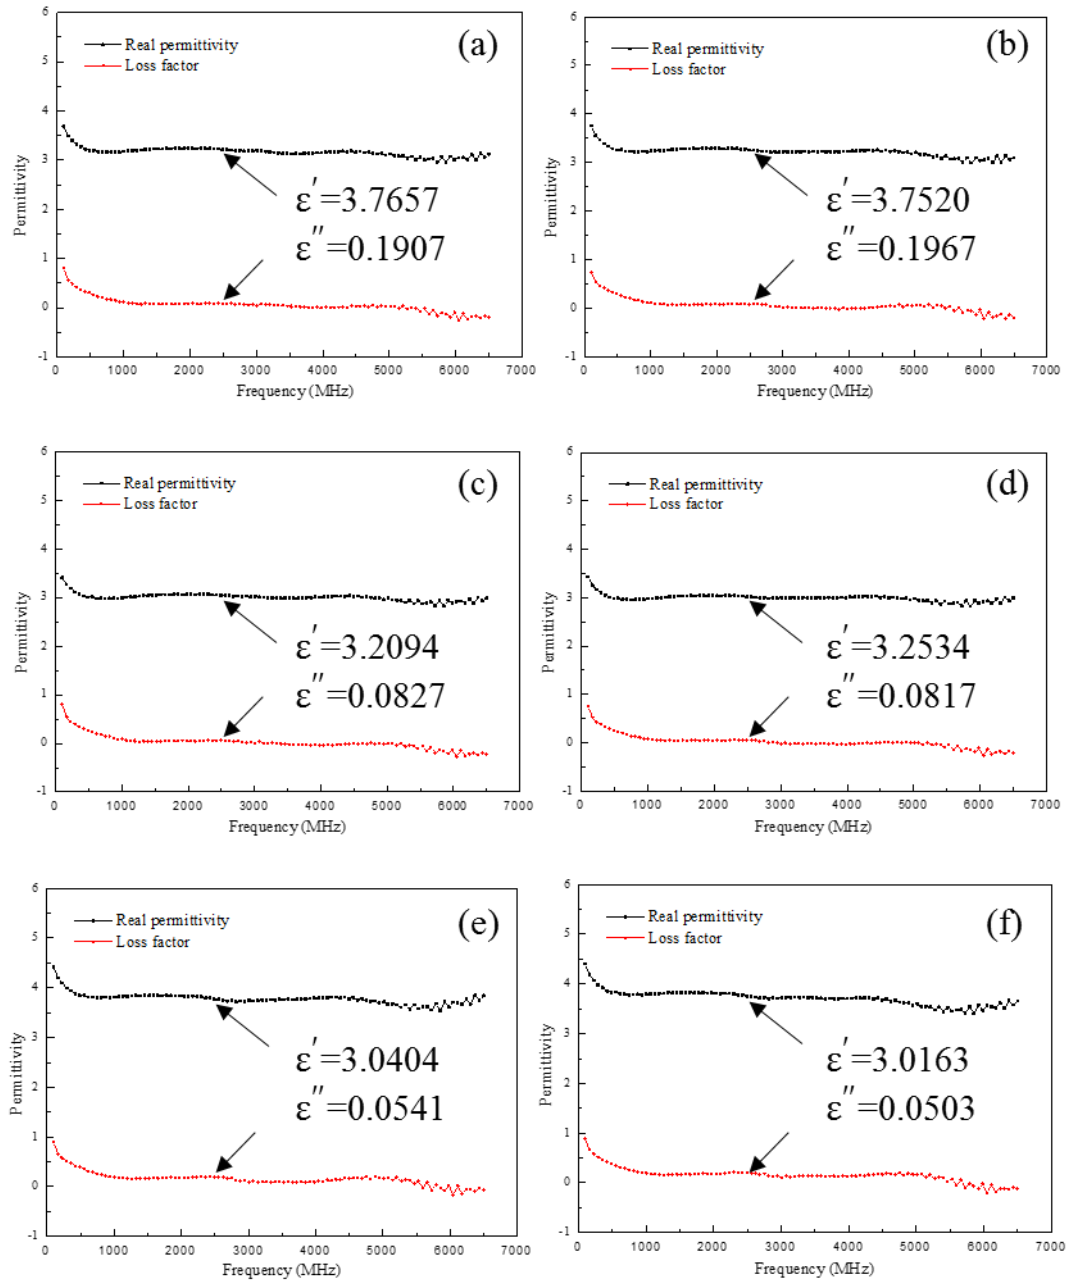 (a)
Real permittivity
Loss factor
6
5
4
3
2
1
0
-1
Permittivity
ε′=3.7657
ε″=0.1907
0 1000 2000 3000 4000 5000 6000 7000
Frequency (MHz)
(b)
Real permittivity
Loss factor
6
5
4
3
2
1
0
-1
Permittivity
ε′=3.7520
ε″=0.1967
0 1000 2000 3000 4000 5000 6000 7000
Frequency (MHz)
(c)
Real permittivity
Loss factor
6
5
4
3
2
1
0
-1
Permittivity
ε′=3.2094
ε″=0.0827
0 1000 2000 3000 4000 5000 6000 7000
Frequency (MHz)
(d)
Real permittivity
Loss factor
6
5
4
3
2
1
0
-1
Permittivity
ε′=3.2534
ε″=0.0817
0 1000 2000 3000 4000 5000 6000 7000
Frequency (MHz)
(e)
Real permittivity
Loss factor
6
5
4
3
2
1
0
-1
Permittivity
ε′=3.0404
ε″=0.0541
0 1000 2000 3000 4000 5000 6000 7000
Frequency (MHz)
(f)
Real permittivity
Loss factor
6
5
4
3
2
1
0
-1
Permittivity
ε′=3.0163
ε″=0.0503
0 1000 2000 3000 4000 5000 6000 7000
Frequency (MHz)